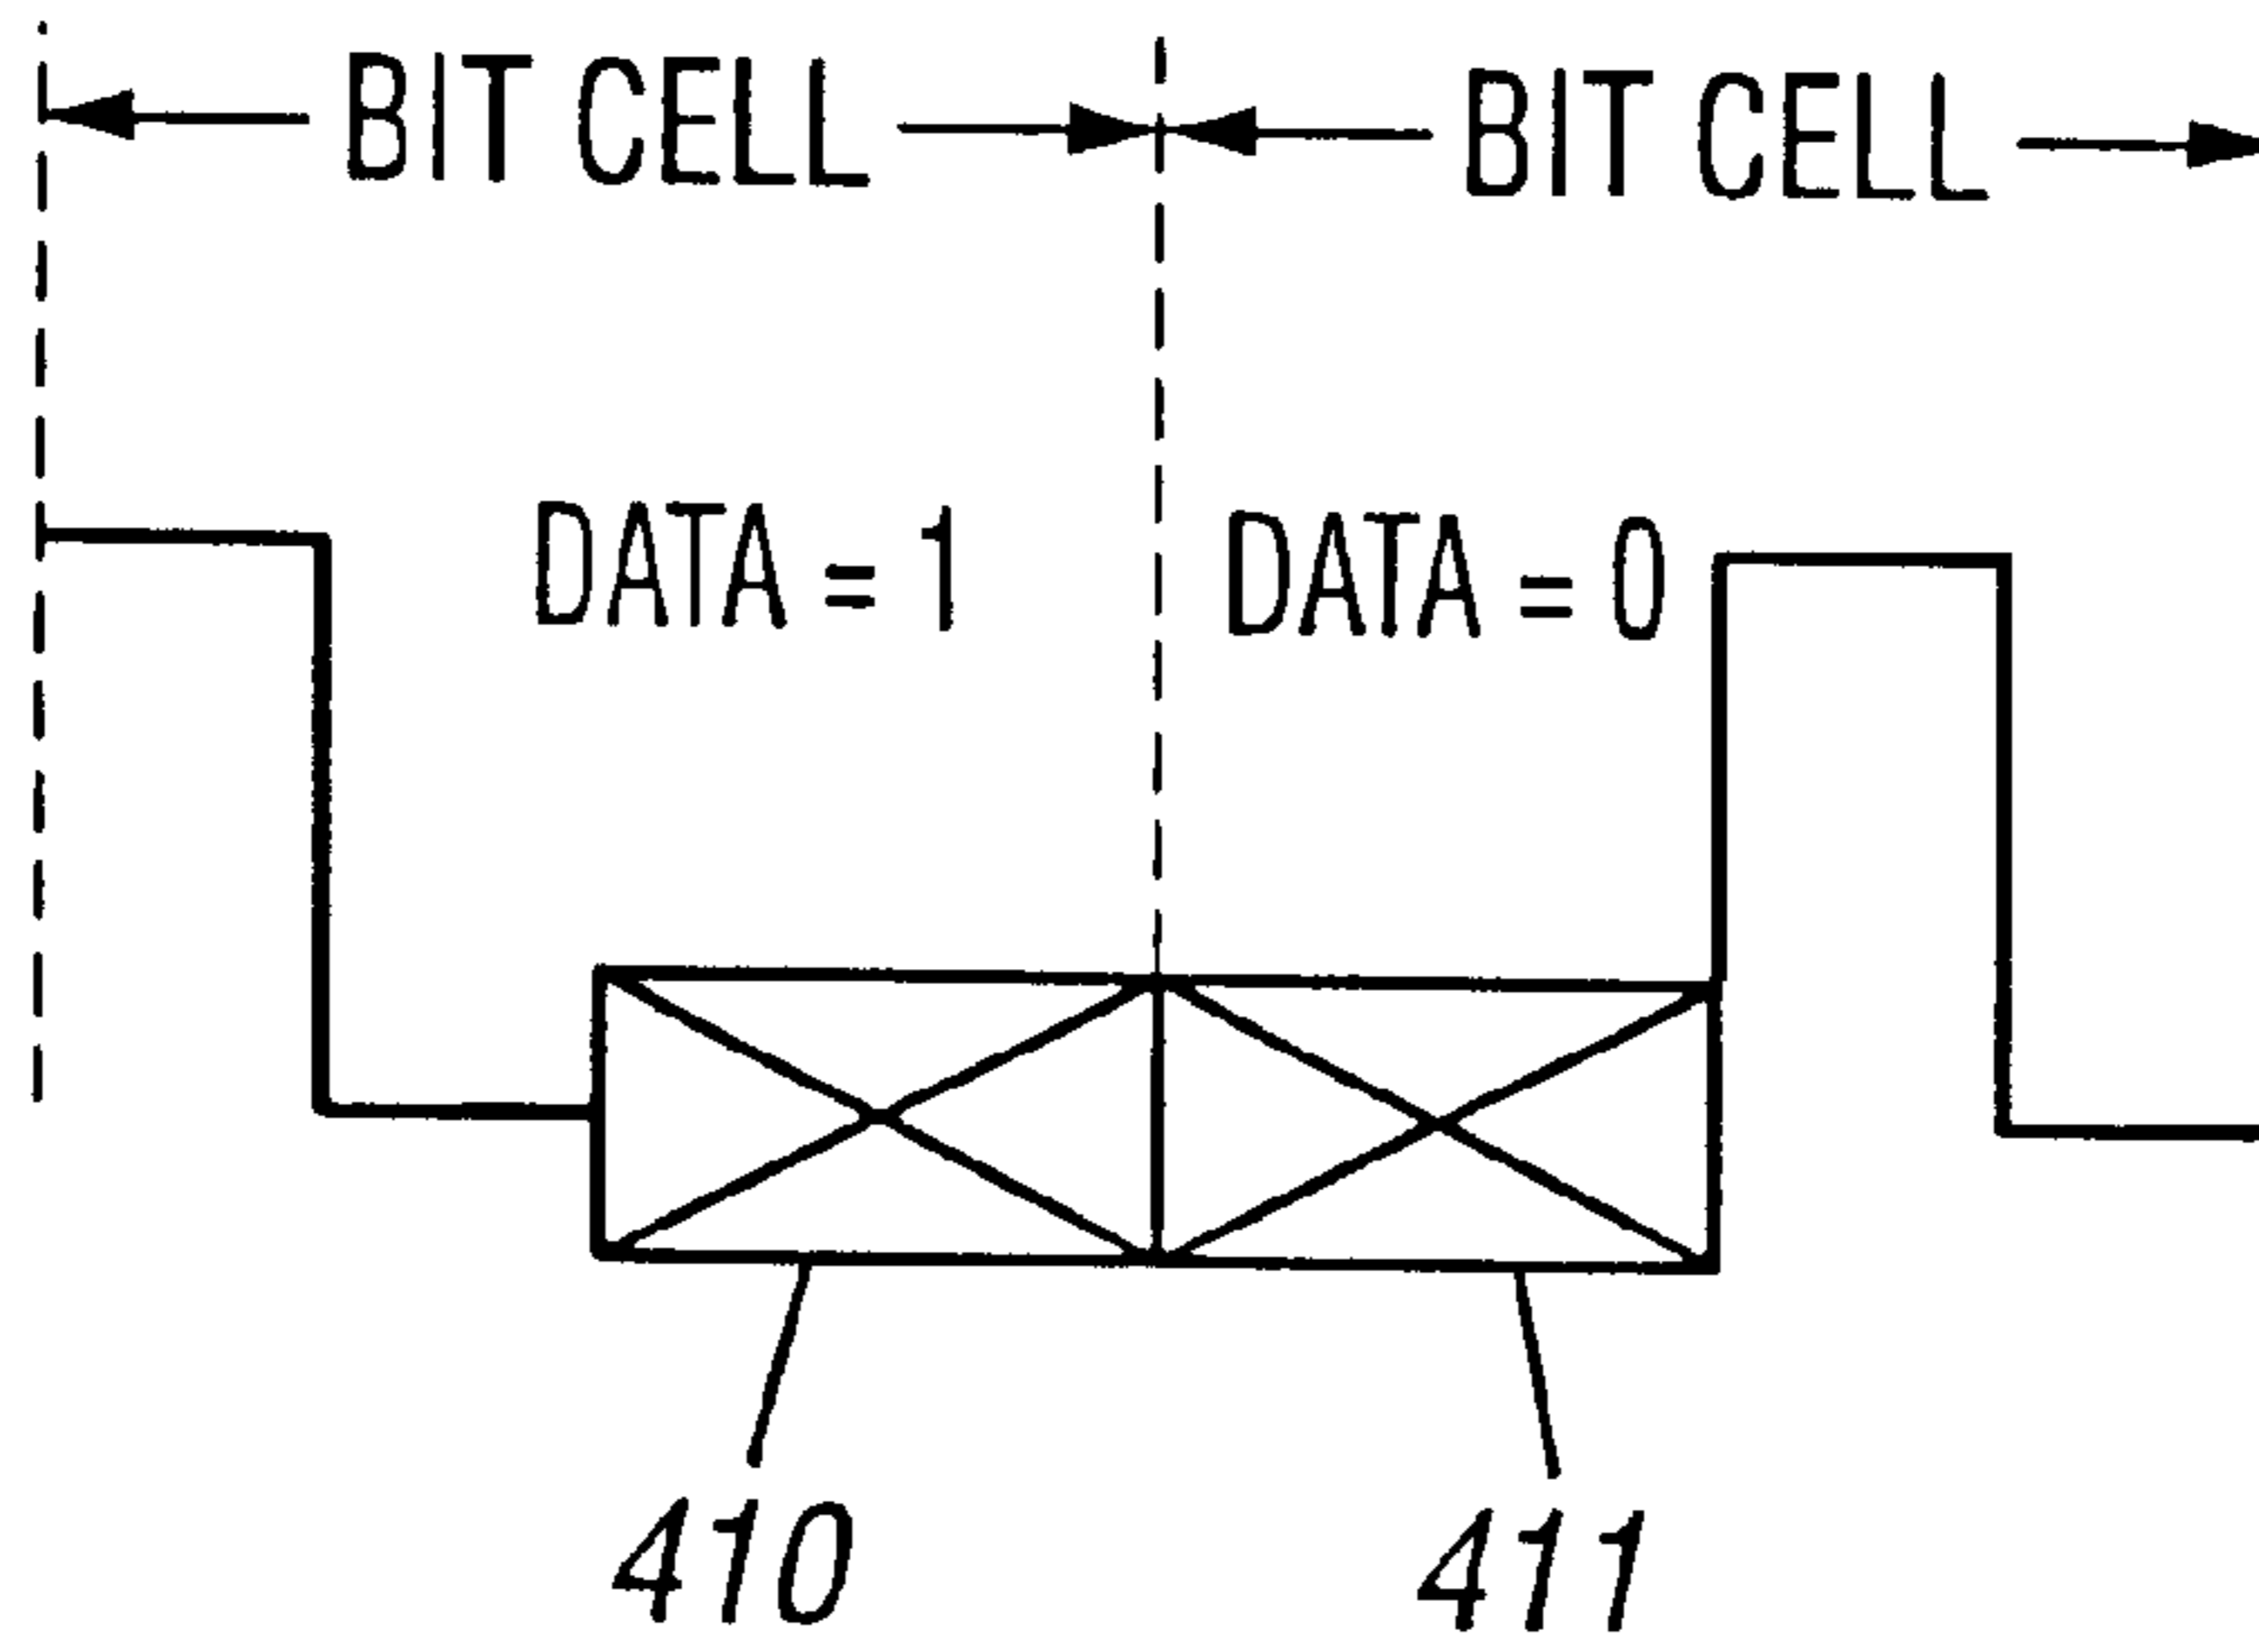 BIT CELL BIT CELL
DATA = 1 DATA = 0
410 411